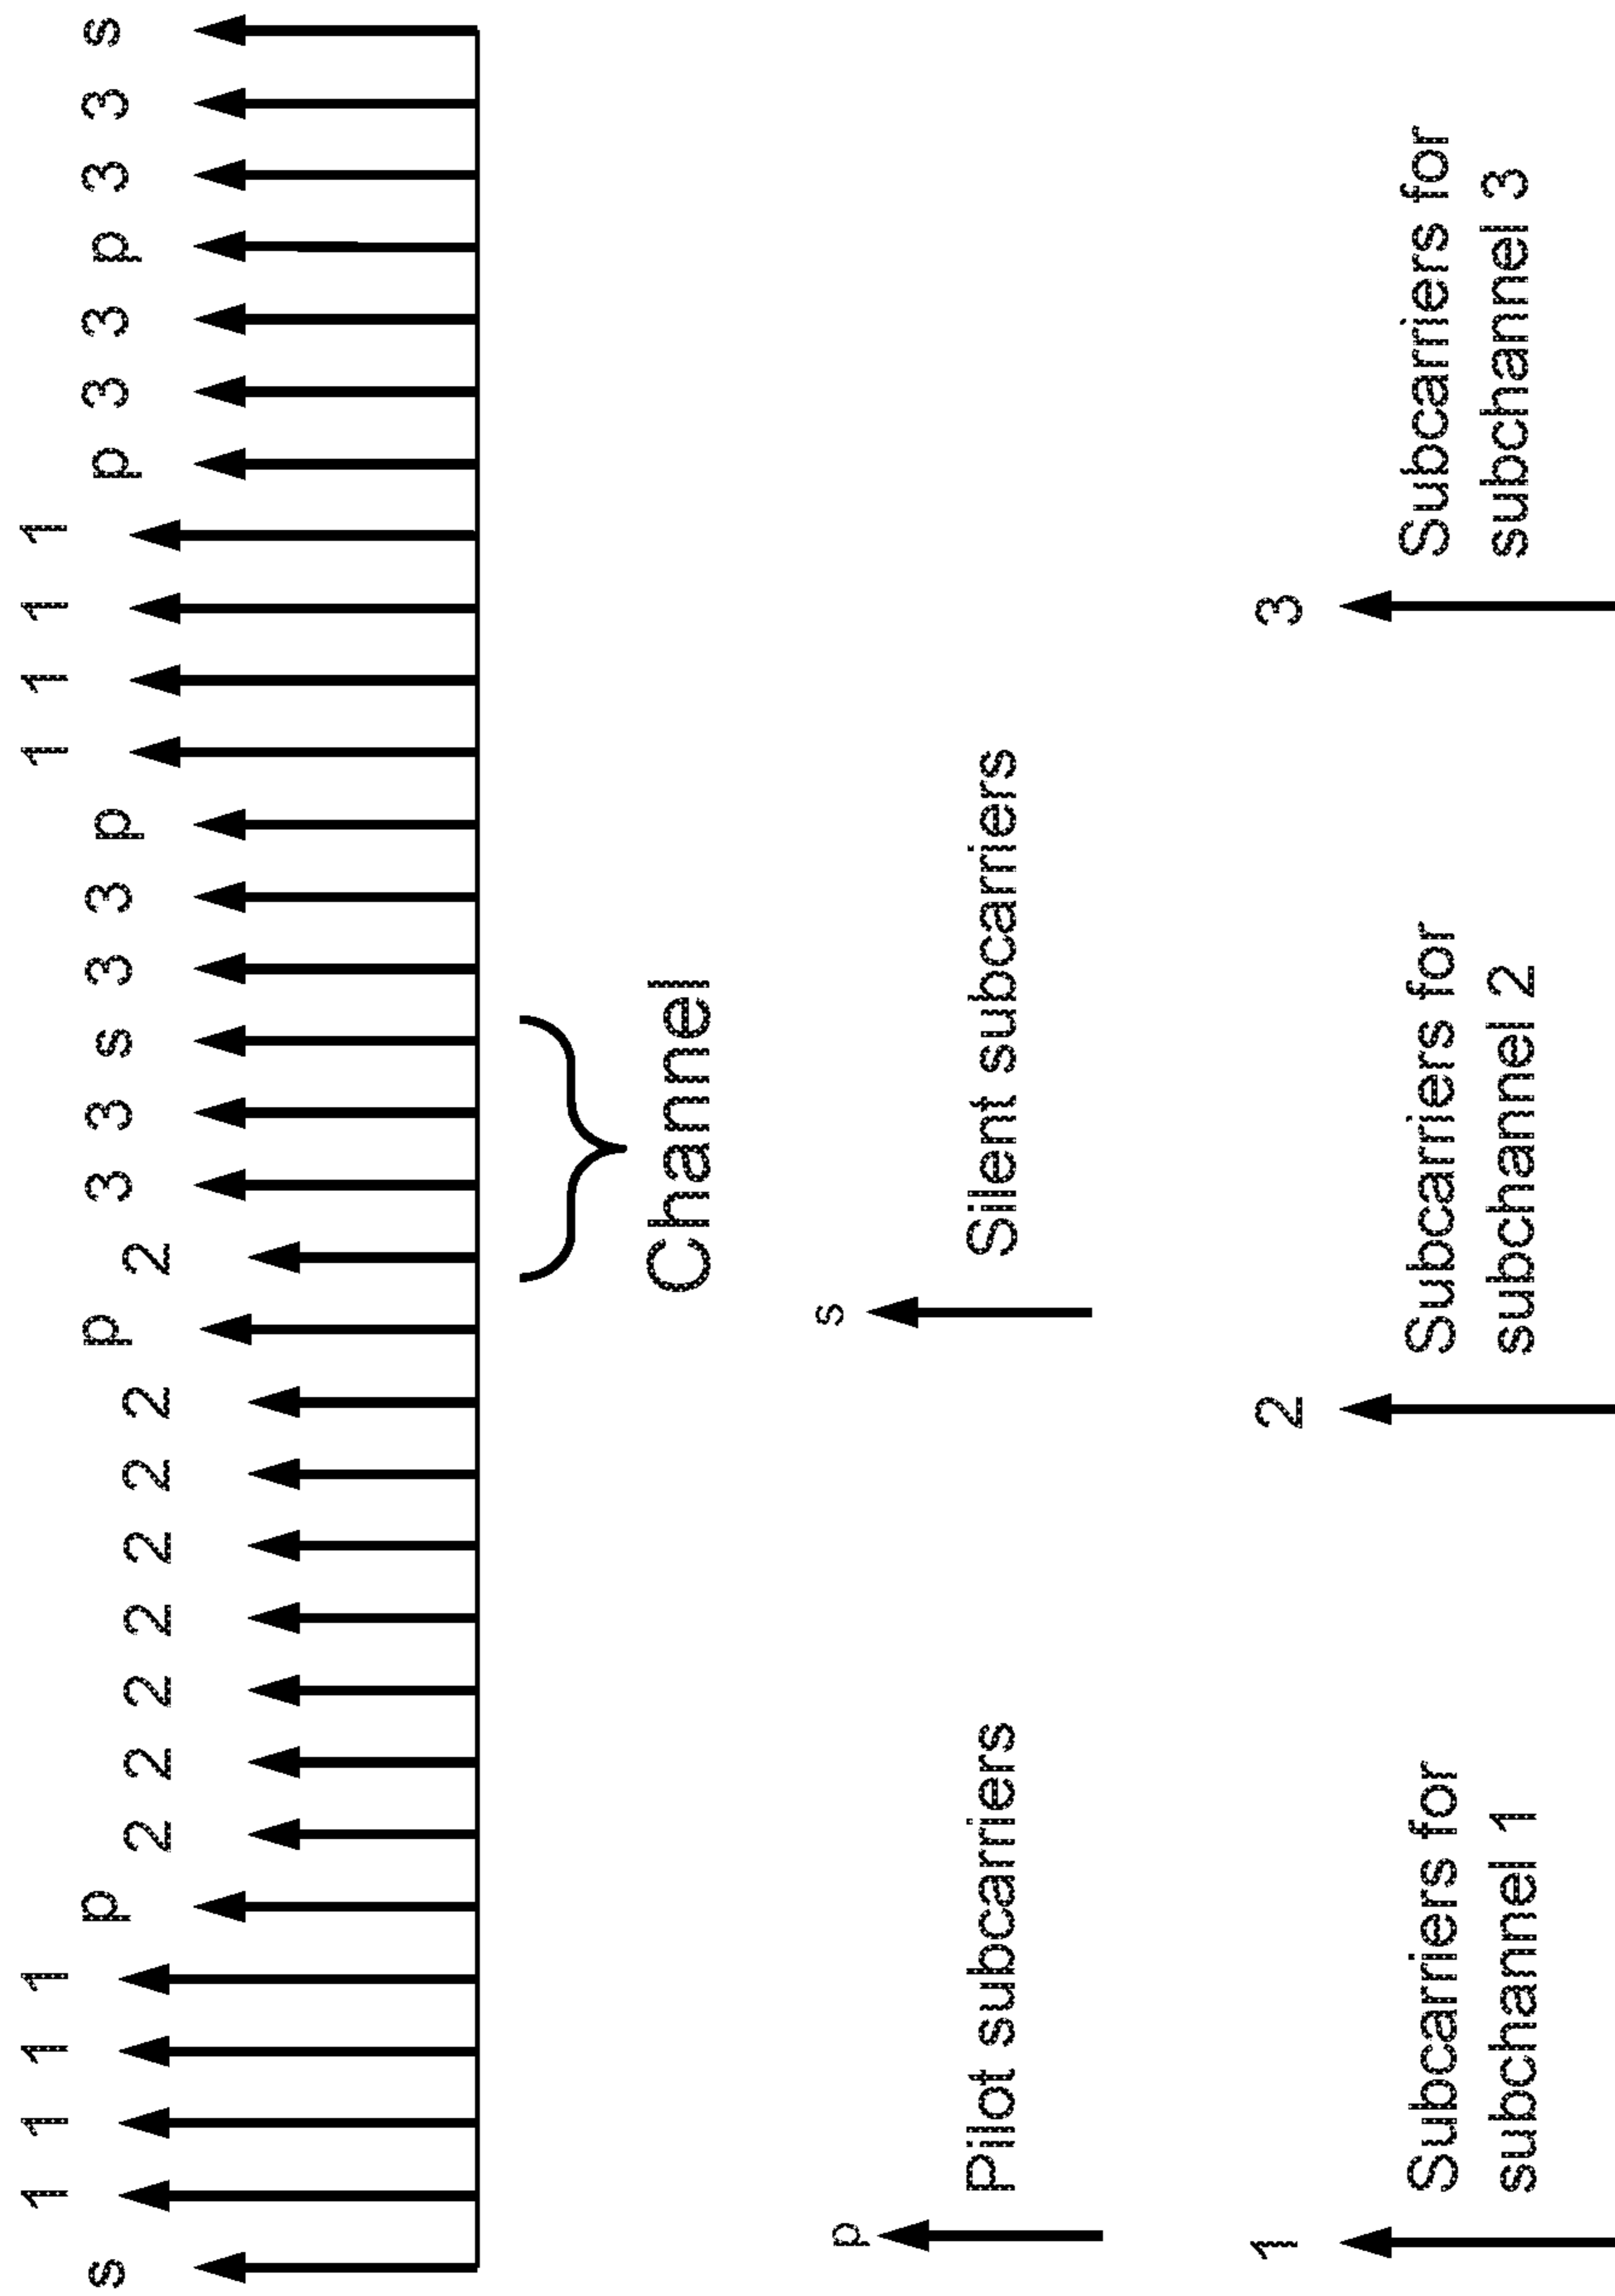 s 1 1 1 1 p 2 2 2 2 2 2 2 p 2 3 3 s 3 3 p 1 1 1 1 p 3 3 p 3 3 s
Channel
p Pilot subcarriers
s Silent subcarriers
1 Subcarriers for
subchannel 1
2 Subcarriers for
subchannel 2
3 Subcarriers for
subchannel 3